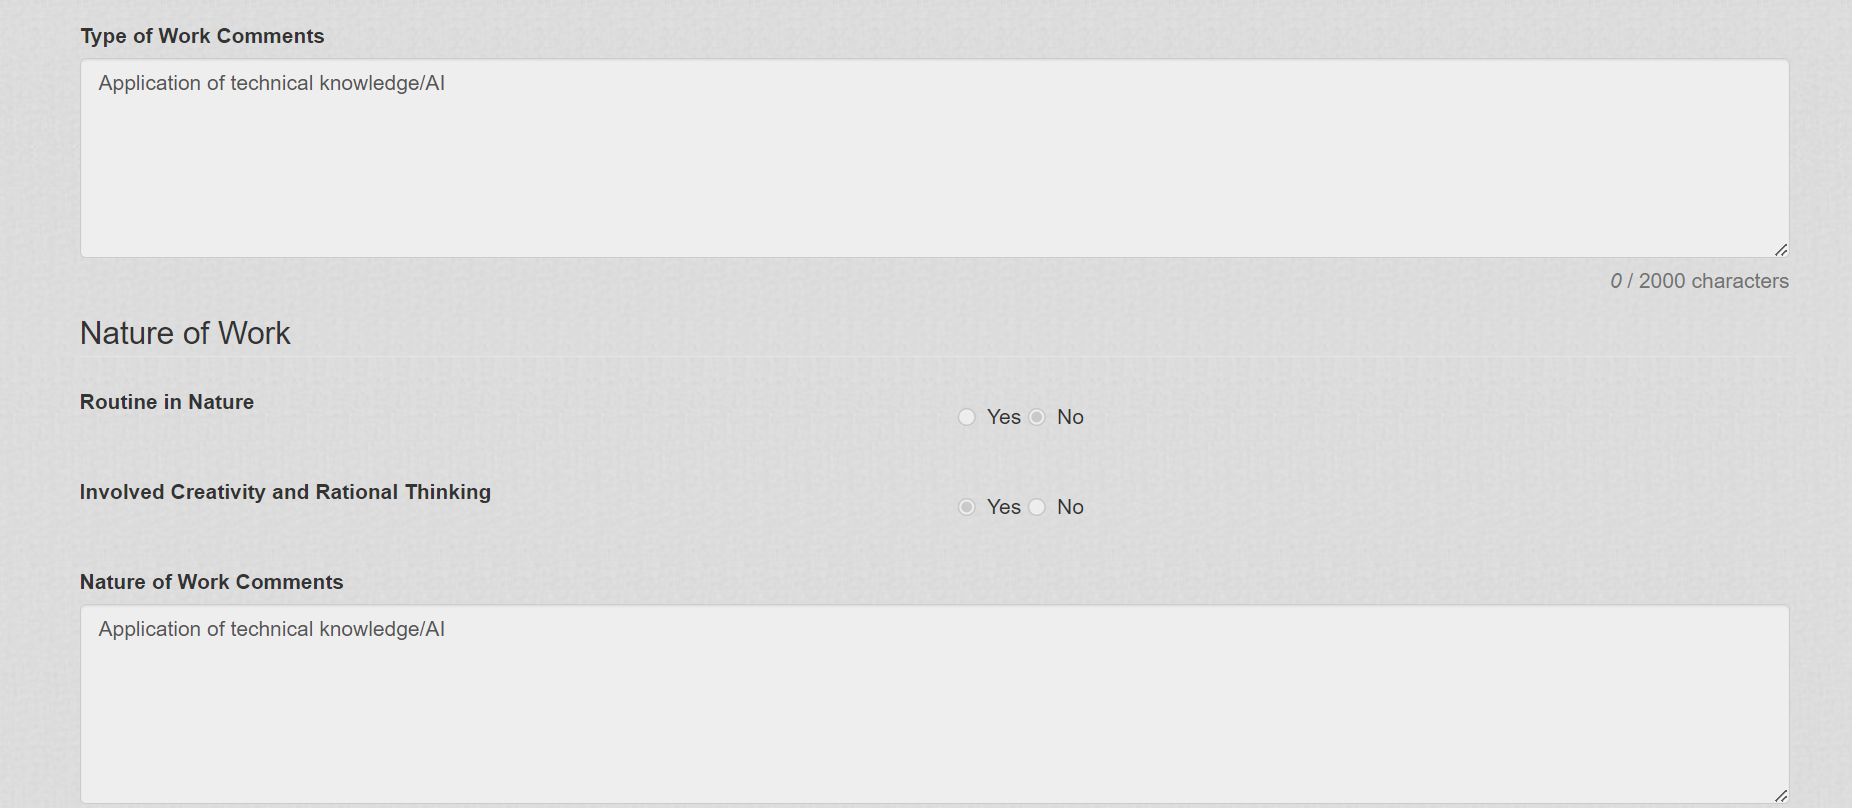 Type of Work Comments
Application of technical knowledge/AI
0 / 2000 characters
Nature of Work
Routine in Nature
Yes No
Involved Creativity and Rational Thinking
Yes No
Nature of Work Comments
Application of technical knowledge/AI